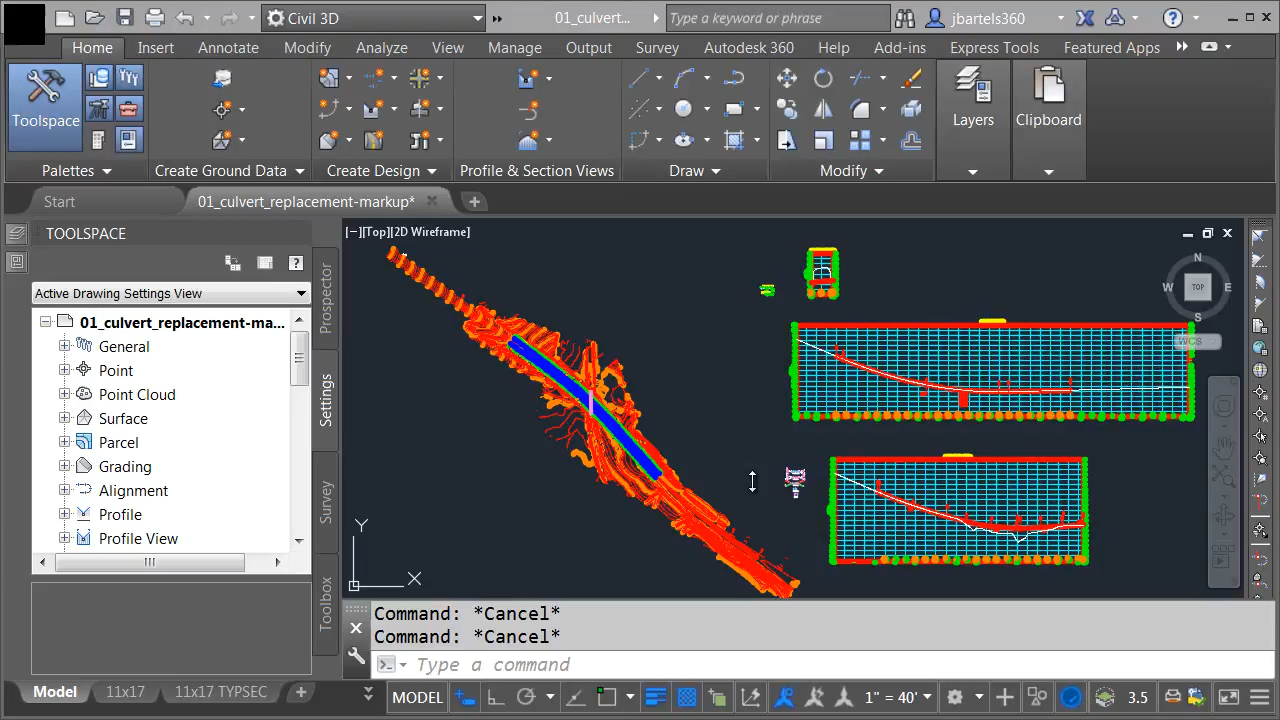 Civil 3D
01_culvert...
Type a keyword or phrase
jbartels360
Home Insert Annotate Modify Analyze View Manage Output Survey Autodesk 360 Help Add-ins Express Tools Featured Apps
Toolspace
Layers
Clipboard
Palettes
Create Ground Data
Create Design
Profile & Section Views
Draw
Modify
Start
01_culvert_replacement-markup*
TOOLSPACE
Active Drawing Settings View
01_culvert_replacement-ma...
General
Point
Point Cloud
Surface
Parcel
Grading
Alignment
Profile
Profile View
Prospector
Settings
Survey
Toolbox
[−][Top][2D Wireframe]
N
W
TOP
E
S
WCS
Y
X
Command: *Cancel*
Command: *Cancel*
Type a command
Model
11x17
11x17 TYPSEC
MODEL
1" = 40'
3.5